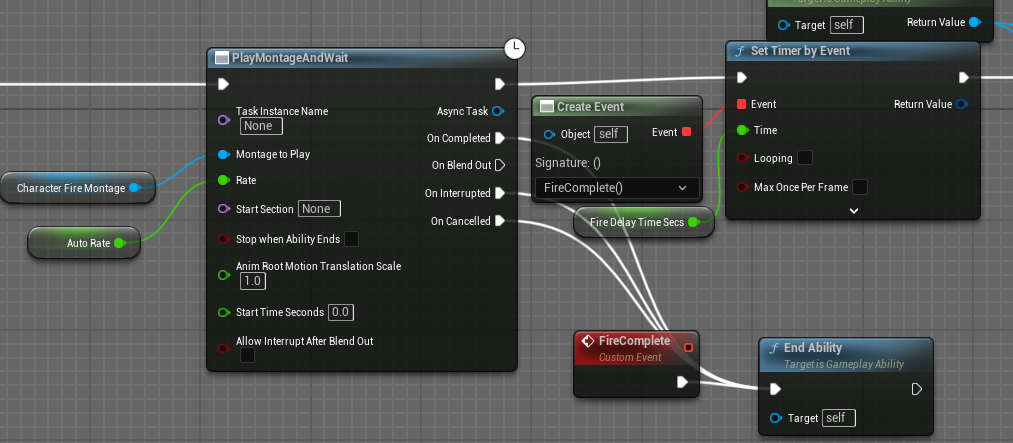 Target is Gameplay Ability
Target
self
Return Value
PlayMontageAndWait
Task Instance Name
None
Montage to Play
Rate
Start Section
None
Stop when Ability Ends
Anim Root Motion Translation Scale
1.0
Start Time Seconds
0.0
Allow Interrupt After Blend Out
Async Task
On Completed
On Blend Out
On Interrupted
On Cancelled
Character Fire Montage
Auto Rate
Create Event
Object
self
Event
Signature: ()
FireComplete()
Fire Delay Time Secs
Set Timer by Event
Event
Return Value
Time
Looping
Max Once Per Frame
FireComplete
Custom Event
End Ability
Target is Gameplay Ability
Target
self